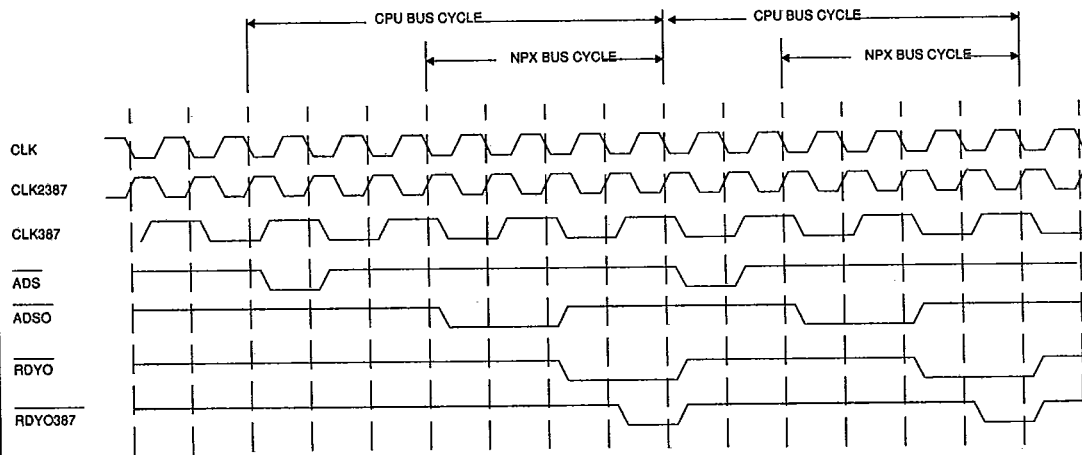 CPU BUS CYCLE
CPU BUS CYCLE
NPX BUS CYCLE
NPX BUS CYCLE
CLK
CLK2387
CLK387
ADS
ADSO
RDYO
RDYO387